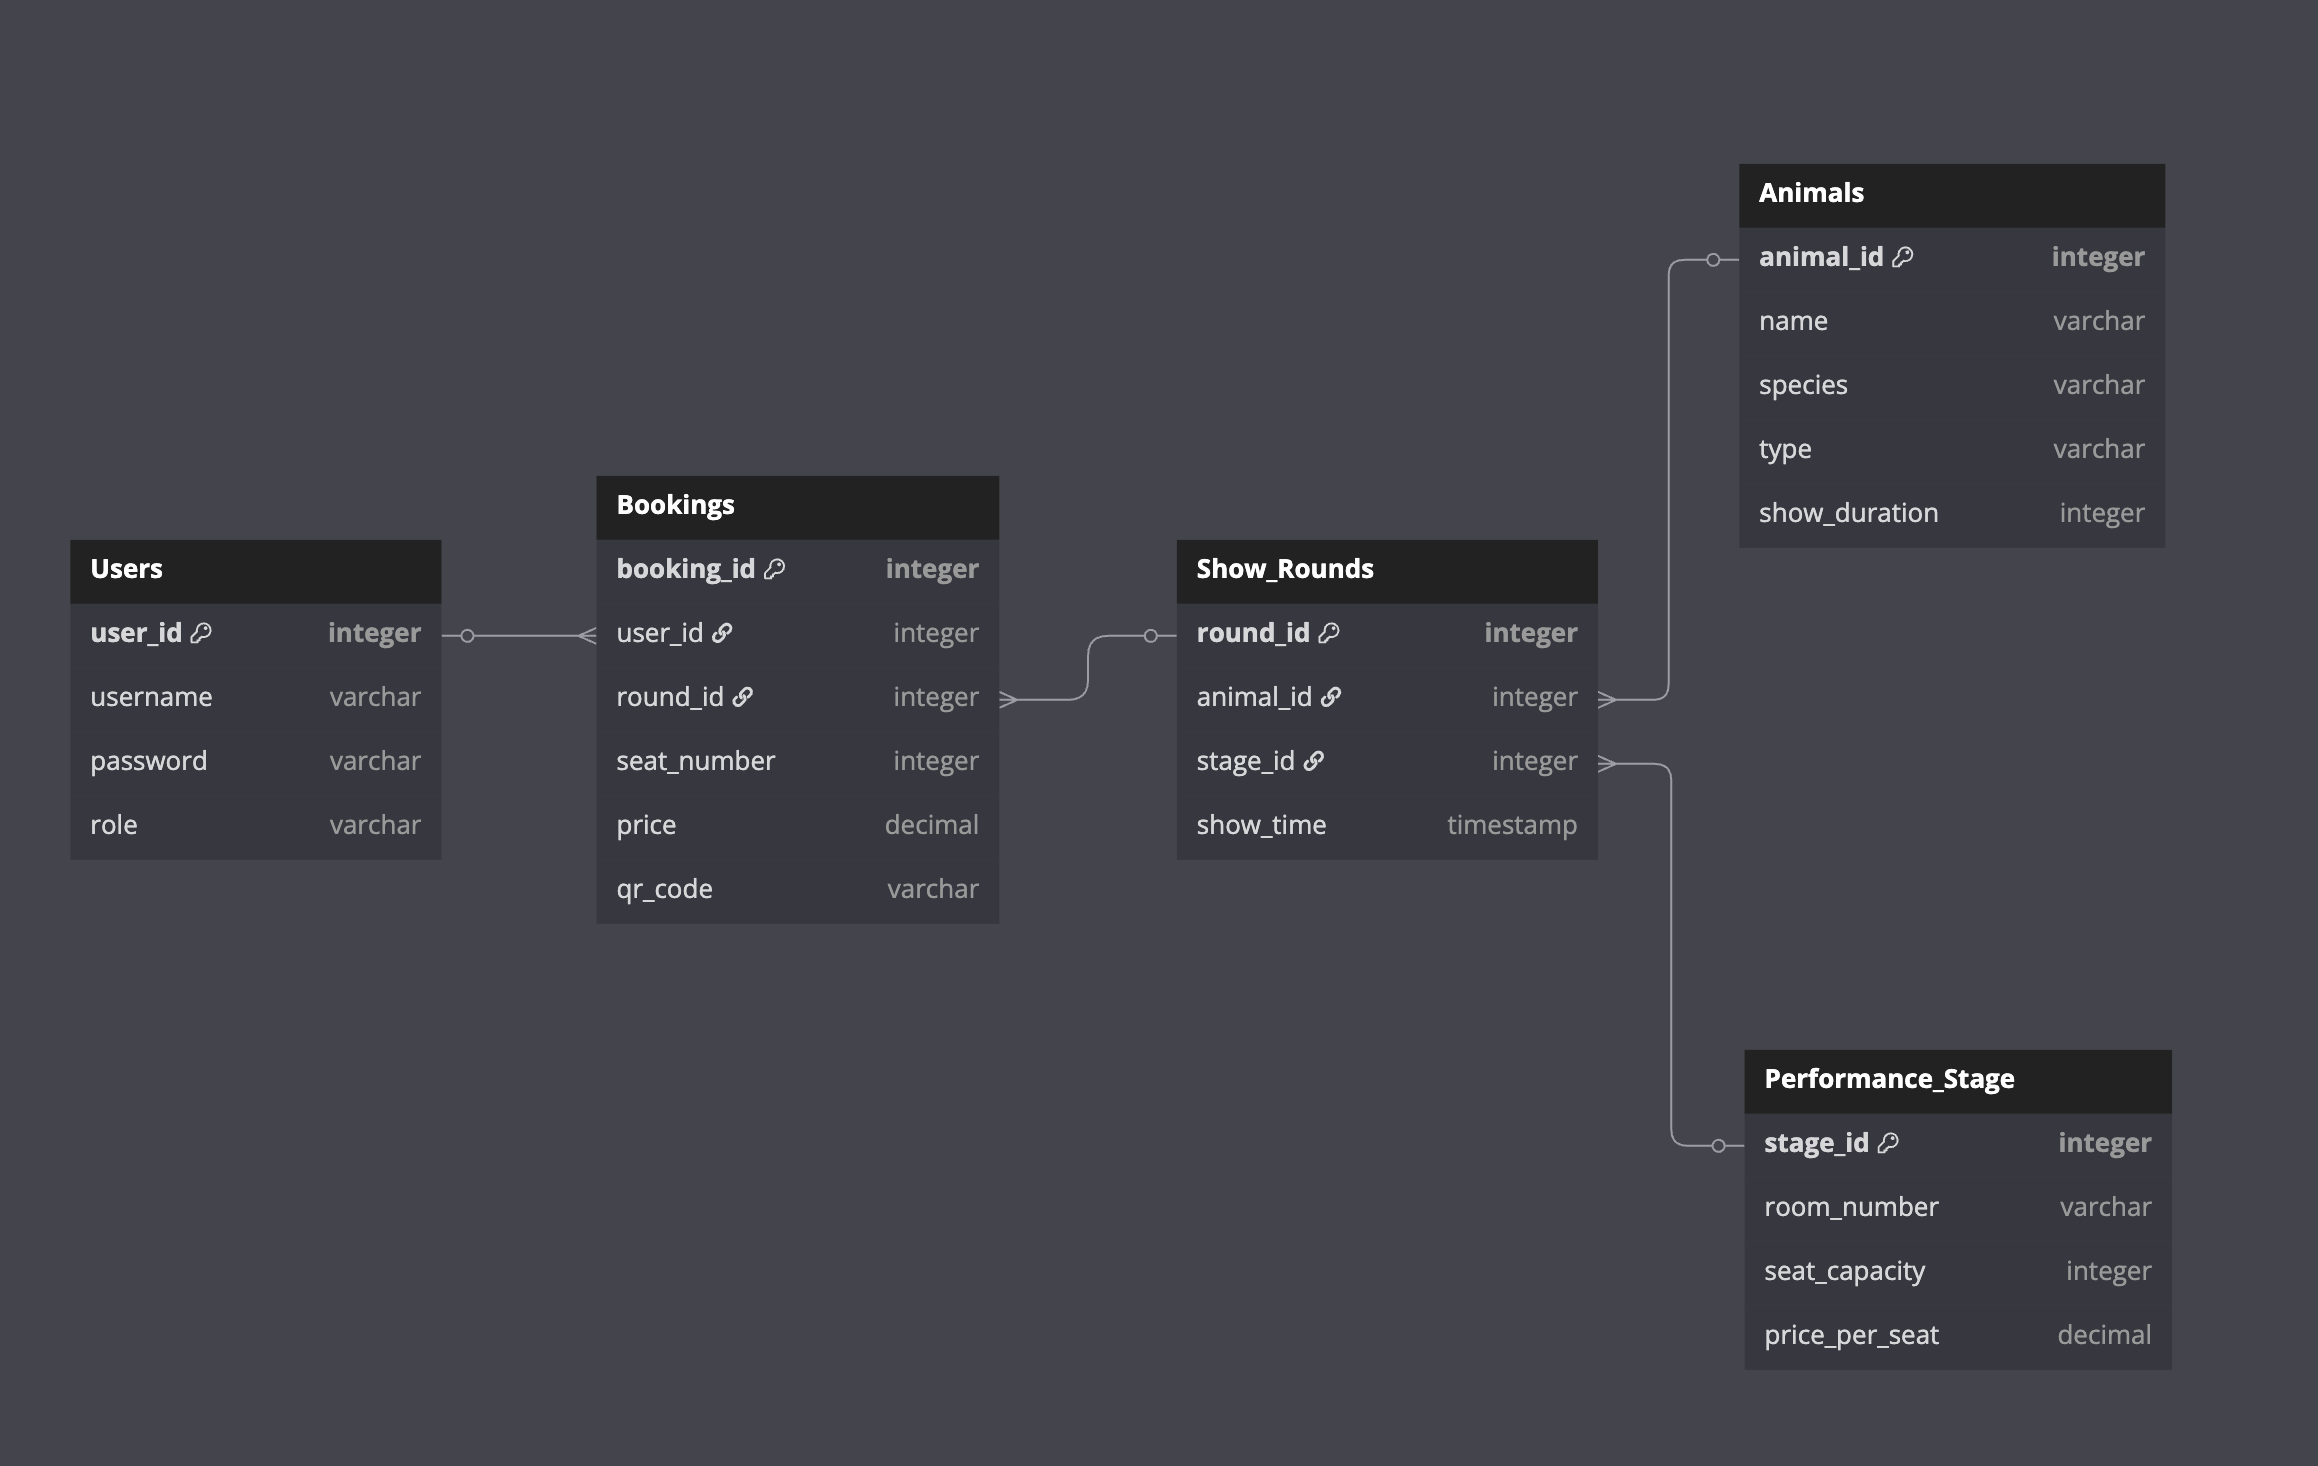 Users
user_id integer
username varchar
password varchar
role varchar
Bookings
booking_id integer
user_id integer
round_id integer
seat_number integer
price decimal
qr_code varchar
Show_Rounds
round_id integer
animal_id integer
stage_id integer
show_time timestamp
Animals
animal_id integer
name varchar
species varchar
type varchar
show_duration integer
Performance_Stage
stage_id integer
room_number varchar
seat_capacity integer
price_per_seat decimal